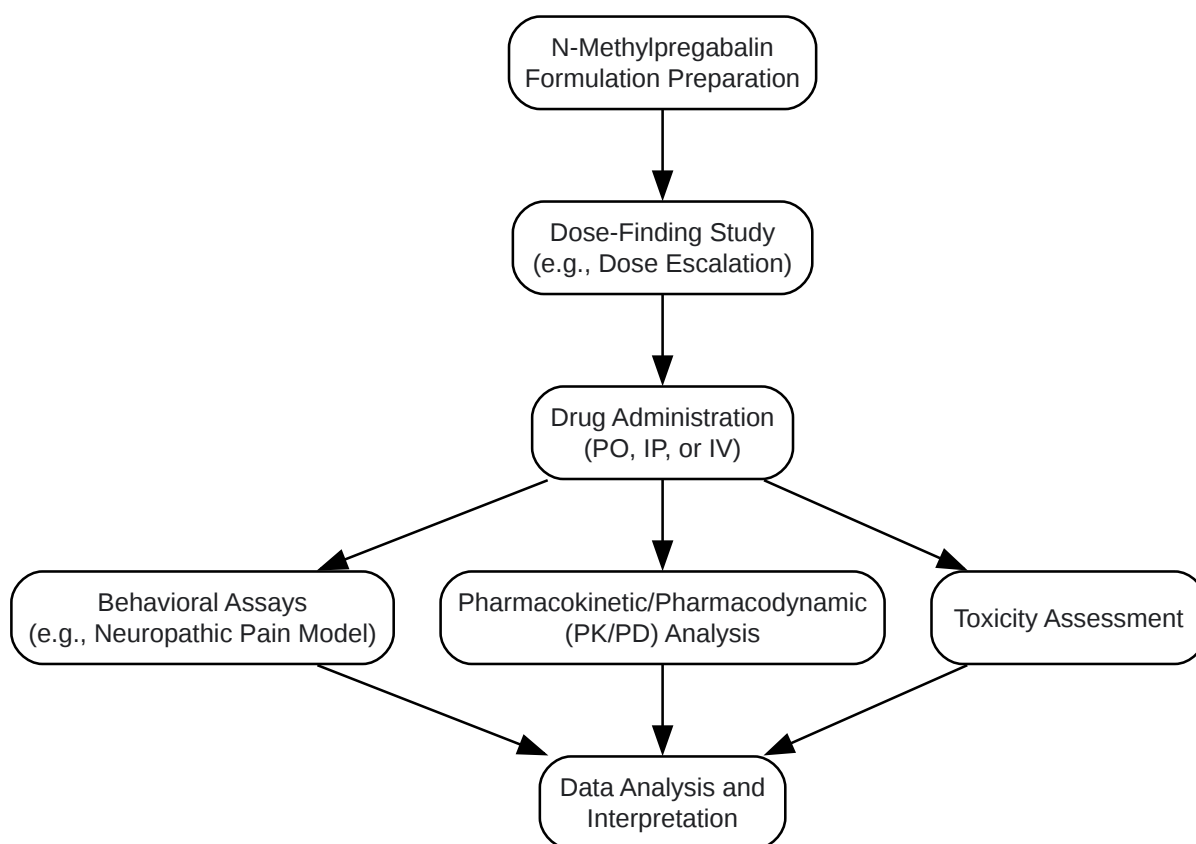 N-Methylpregabalin
Formulation Preparation
Dose-Finding Study
(e.g., Dose Escalation)
Drug Administration
(PO, IP, or IV)
Behavioral Assays
(e.g., Neuropathic Pain Model)
Pharmacokinetic/Pharmacodynamic
(PK/PD) Analysis
Toxicity Assessment
Data Analysis and
Interpretation